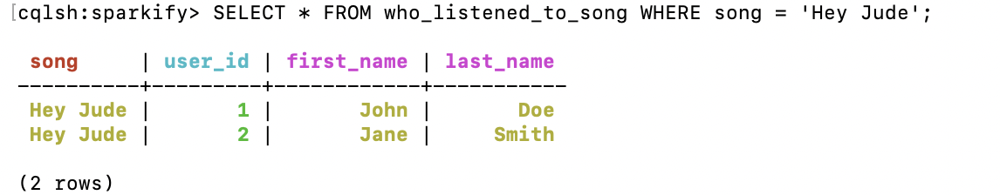 [cqlsh:sparkify> SELECT * FROM who_listened_to_song WHERE song = 'Hey Jude';
song | user_id | first_name | last_name
----------+---------+------------+-----------
Hey Jude | 1 | John | Doe
Hey Jude | 2 | Jane | Smith
(2 rows)